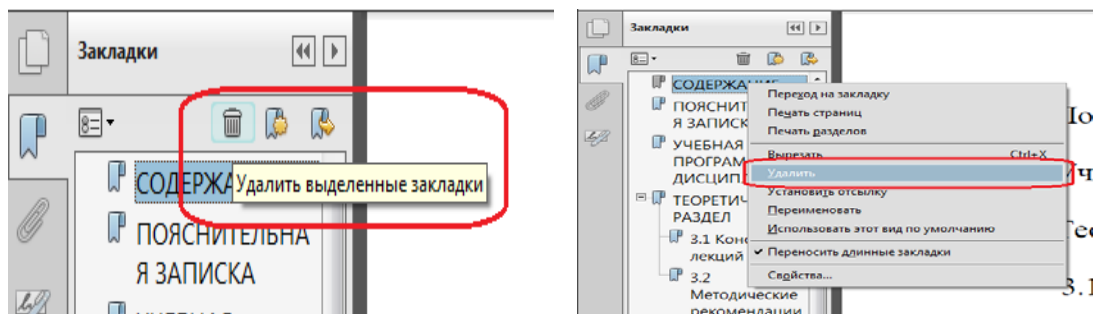 Закладки
СОДЕРЖА
Удалить выделенные закладки
ПОЯСНИТЕЛЬНА
Я ЗАПИСКА
Закладки
СОДЕРЖАНИЕ
ПОЯСНИТ
Я ЗАПИСК
УЧЕБНАЯ
ПРОГРАМ
ДИСЦИП
ТЕОРЕТИЧ
РАЗДЕЛ
3.1 Кон
лекций
3.2
Методические
рекомендации
Переход на закладку
Печать страниц
Печать разделов
Вырезать Ctrl+X
Удалить
Установить отсылку
Переименовать
Использовать этот вид по умолчанию
Переносить длинные закладки
Свойства...
3.1